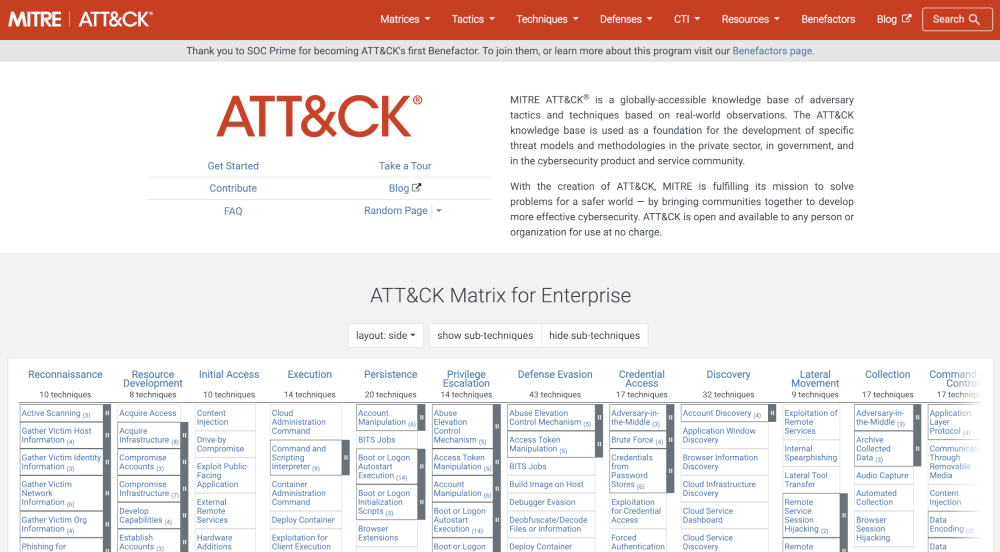 MITRE | ATT&CK®
Matrices
Tactics
Techniques
Defenses
CTI
Resources
Benefactors
Blog
Search
Thank you to SOC Prime for becoming ATT&CK's first Benefactor. To join them, or learn more about this program visit our Benefactors page.
ATT&CK®
Get Started
Take a Tour
Contribute
Blog
FAQ
Random Page
MITRE ATT&CK® is a globally-accessible knowledge base of adversary
tactics and techniques based on real-world observations. The ATT&CK
knowledge base is used as a foundation for the development of specific
threat models and methodologies in the private sector, in government, and
in the cybersecurity product and service community.
With the creation of ATT&CK, MITRE is fulfilling its mission to solve
problems for a safer world — by bringing communities together to develop
more effective cybersecurity. ATT&CK is open and available to any person or
organization for use at no charge.
ATT&CK Matrix for Enterprise
layout: side
show sub-techniques
hide sub-techniques
Reconnaissance
10 techniques
Active Scanning (3)
Gather Victim Host
Information (4)
Gather Victim Identity
Information (3)
Gather Victim
Network
Information (6)
Gather Victim Org
Information (4)
Phishing for
Resource
Development
8 techniques
Acquire Access
Acquire
Infrastructure (8)
Compromise
Accounts (3)
Compromise
Infrastructure (7)
Develop
Capabilities (4)
Establish
Accounts (3)
Initial Access
10 techniques
Content
Injection
Drive-by
Compromise
Exploit Public-
Facing
Application
External
Remote
Services
Hardware
Additions
Execution
14 techniques
Cloud
Administration
Command
Command and
Scripting
Interpreter (9)
Container
Administration
Command
Deploy Container
Exploitation for
Client Execution
Persistence
20 techniques
Account
Manipulation (6)
BITS Jobs
Boot or Logon
Autostart
Execution (14)
Boot or Logon
Initialization
Scripts (5)
Browser
Extensions
Privilege
Escalation
14 techniques
Abuse
Elevation
Control
Mechanism (5)
Access Token
Manipulation (5)
Account
Manipulation (6)
Boot or Logon
Autostart
Execution (14)
Boot or Logon
Defense Evasion
43 techniques
Abuse Elevation
Control Mechanism (5)
Access Token
Manipulation (5)
BITS Jobs
Build Image on Host
Debugger Evasion
Deobfuscate/Decode
Files or Information
Deploy Container
Credential
Access
17 techniques
Adversary-in-
the-Middle (3)
Brute Force (4)
Credentials
from
Password
Stores (6)
Exploitation
for Credential
Access
Forced
Authentication
Discovery
32 techniques
Account Discovery (4)
Application Window
Discovery
Browser Information
Discovery
Cloud Infrastructure
Discovery
Cloud Service
Dashboard
Cloud Service
Discovery
Lateral
Movement
9 techniques
Exploitation of
Remote
Services
Internal
Spearphishing
Lateral Tool
Transfer
Remote
Service
Session
Hijacking (2)
Remote
Collection
17 techniques
Adversary-in-
the-Middle (3)
Archive
Collected
Data (3)
Audio Capture
Automated
Collection
Browser
Session
Hijacking
Command
Control
17
Application
Layer
Protocol (4)
Through
Removable
Media
Content
Injection
Data
Encoding (2)
Data